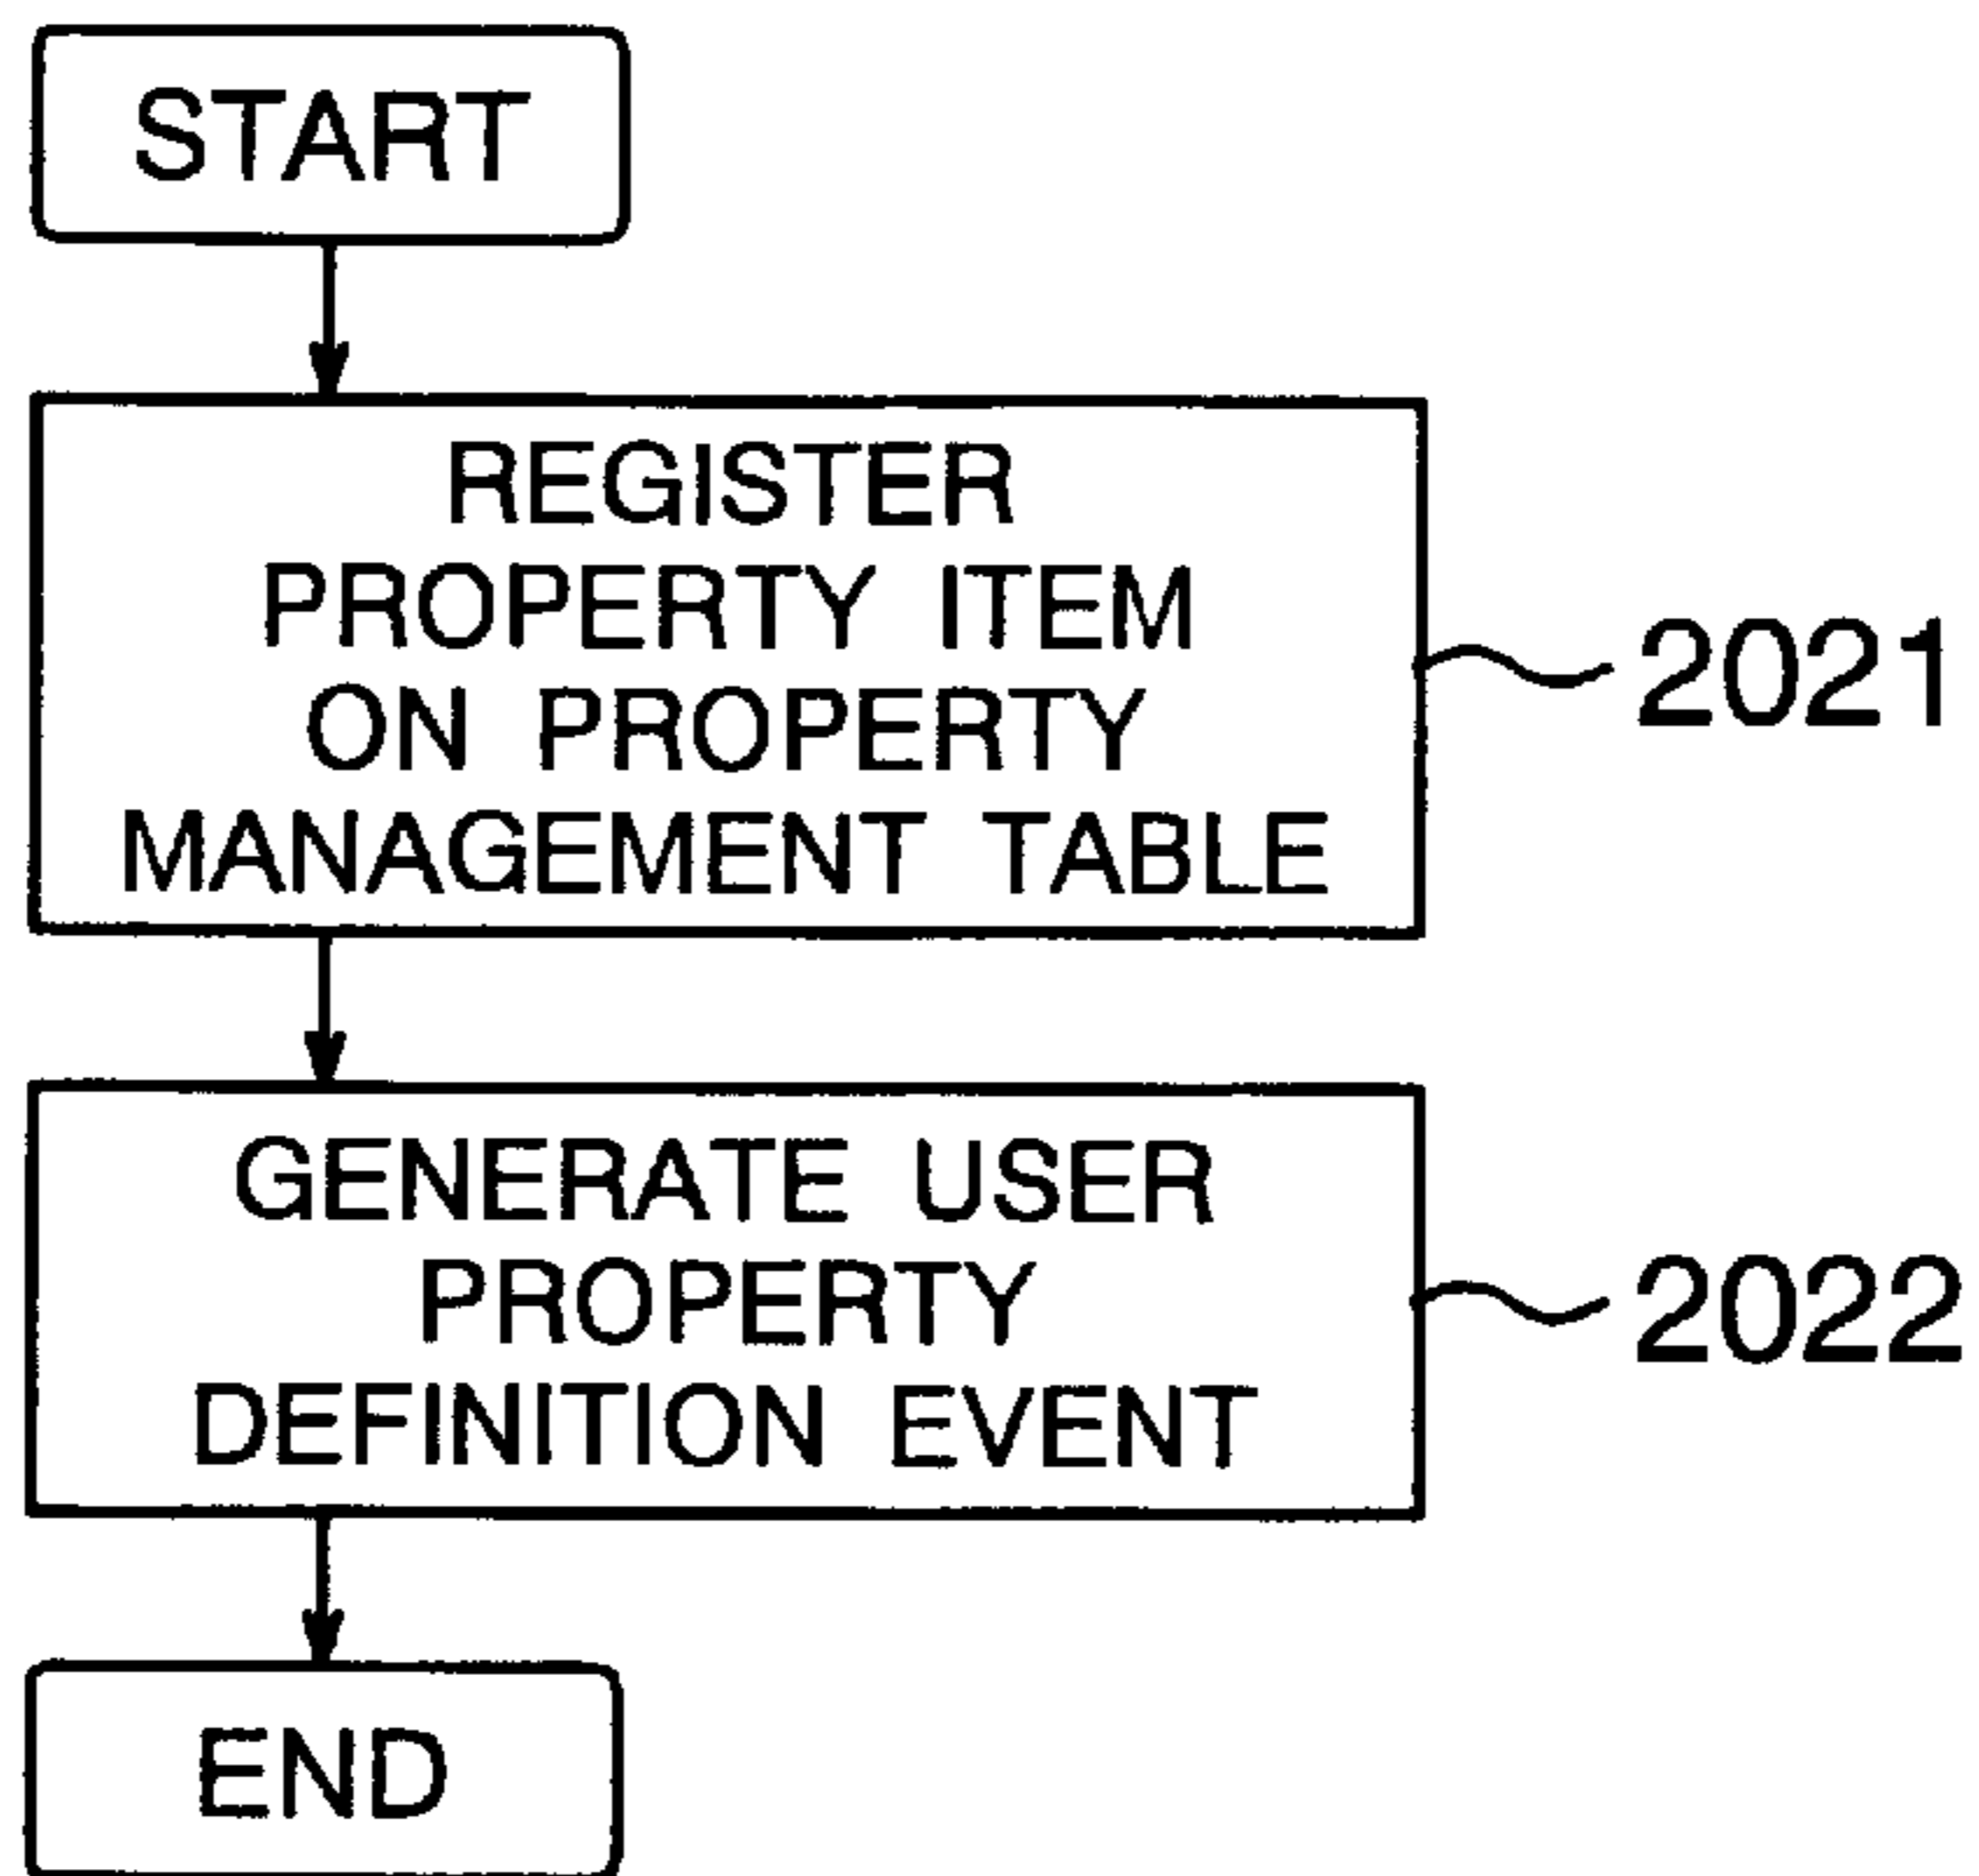 START
REGISTER
PROPERTY ITEM
ON PROPERTY
MANAGEMENT TABLE
2021
GENERATE USER
PROPERTY
DEFINITION EVENT
2022
END